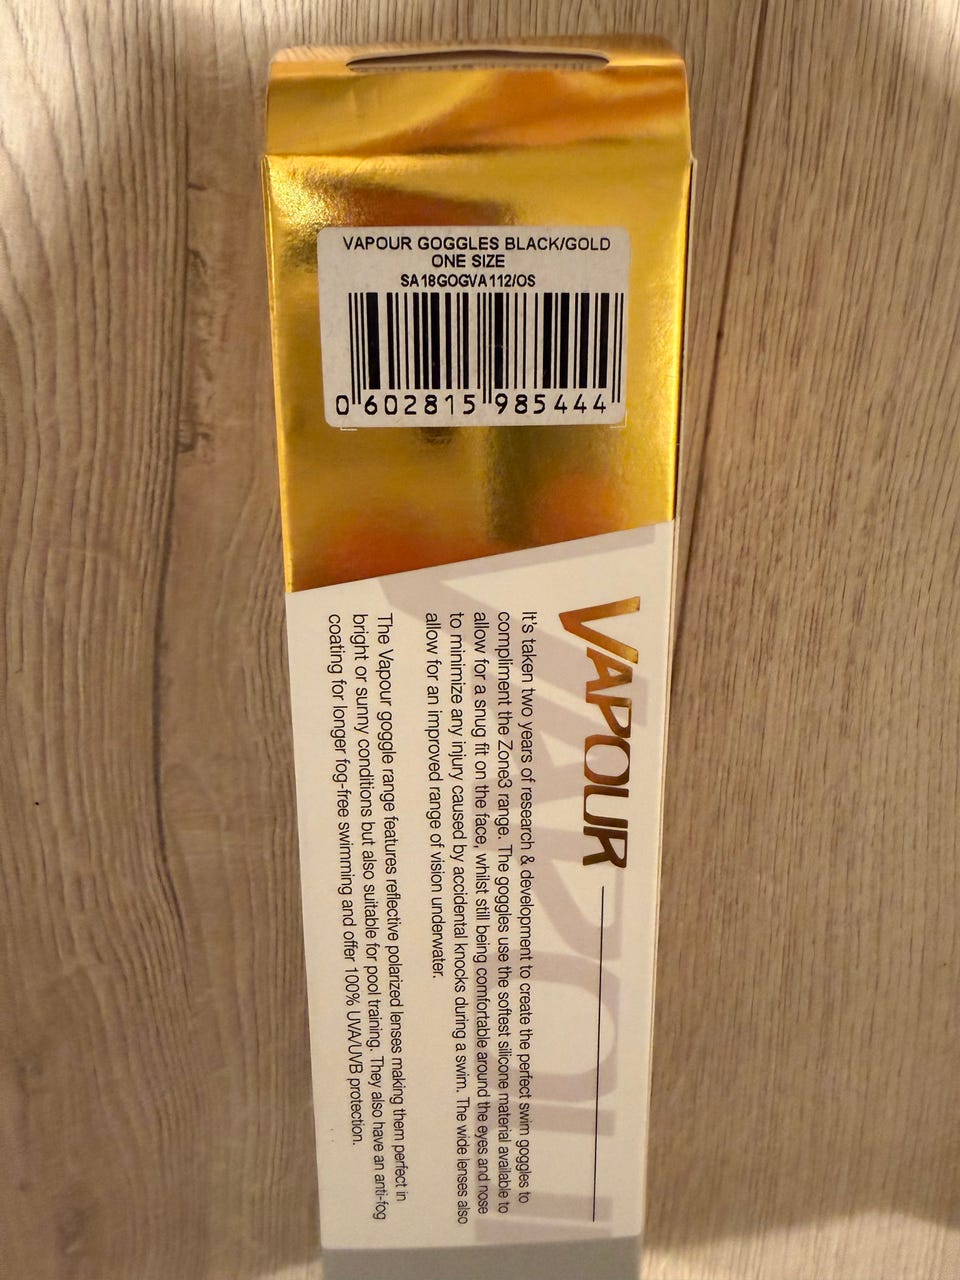 VAPOUR GOGGLES BLACK/GOLD
ONE SIZE
SA18GOGVA112/OS
0 602815 985444
VAPOUR
It's taken two years of research & development to create the perfect swim goggles to
compliment the Zone3 range. The goggles use the softest silicone material available to
allow for a snug fit on the face, whilst still being comfortable around the eyes and nose
to minimize any injury caused by accidental knocks during a swim. The wide lenses also
allow for an improved range of vision underwater.
The Vapour goggle range features reflective polarized lenses making them perfect in
bright or sunny conditions but also suitable for pool training. They also have an anti-fog
coating for longer fog-free swimming and offer 100% UVA/UVB protection.
VAPOU